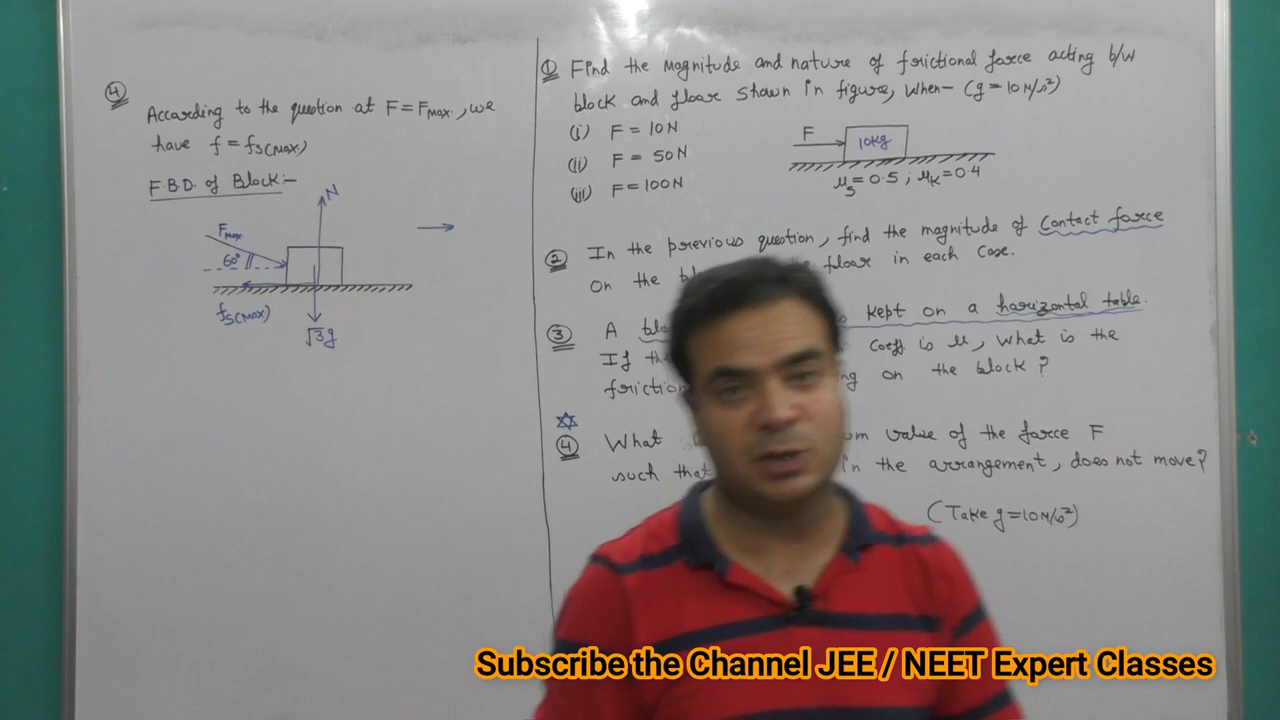 ④
According to the question at F = FMax., we
have f = fS(Max.)
F.B.D. of Block:-
N
FMax
60°
fS(Max)
√3g
① Find the Magnitude and nature of frictional force acting b/w
block and floor shown in figure, when- (g = 10 m/s²)
(i) F = 10N
(ii) F = 50N
(iii) F = 100N
F
10kg
μs = 0.5 ; μk = 0.4
② In the previous question, find the magnitude of Contact force
on the floor in each case.
③ A kept on a horizontal table.
If coeff is μ, what is the
on the block?
④ What value of the force F
such that in the arrangement, does not move?
(Take g = 10 m/s²)
Subscribe the Channel JEE / NEET Expert Classes